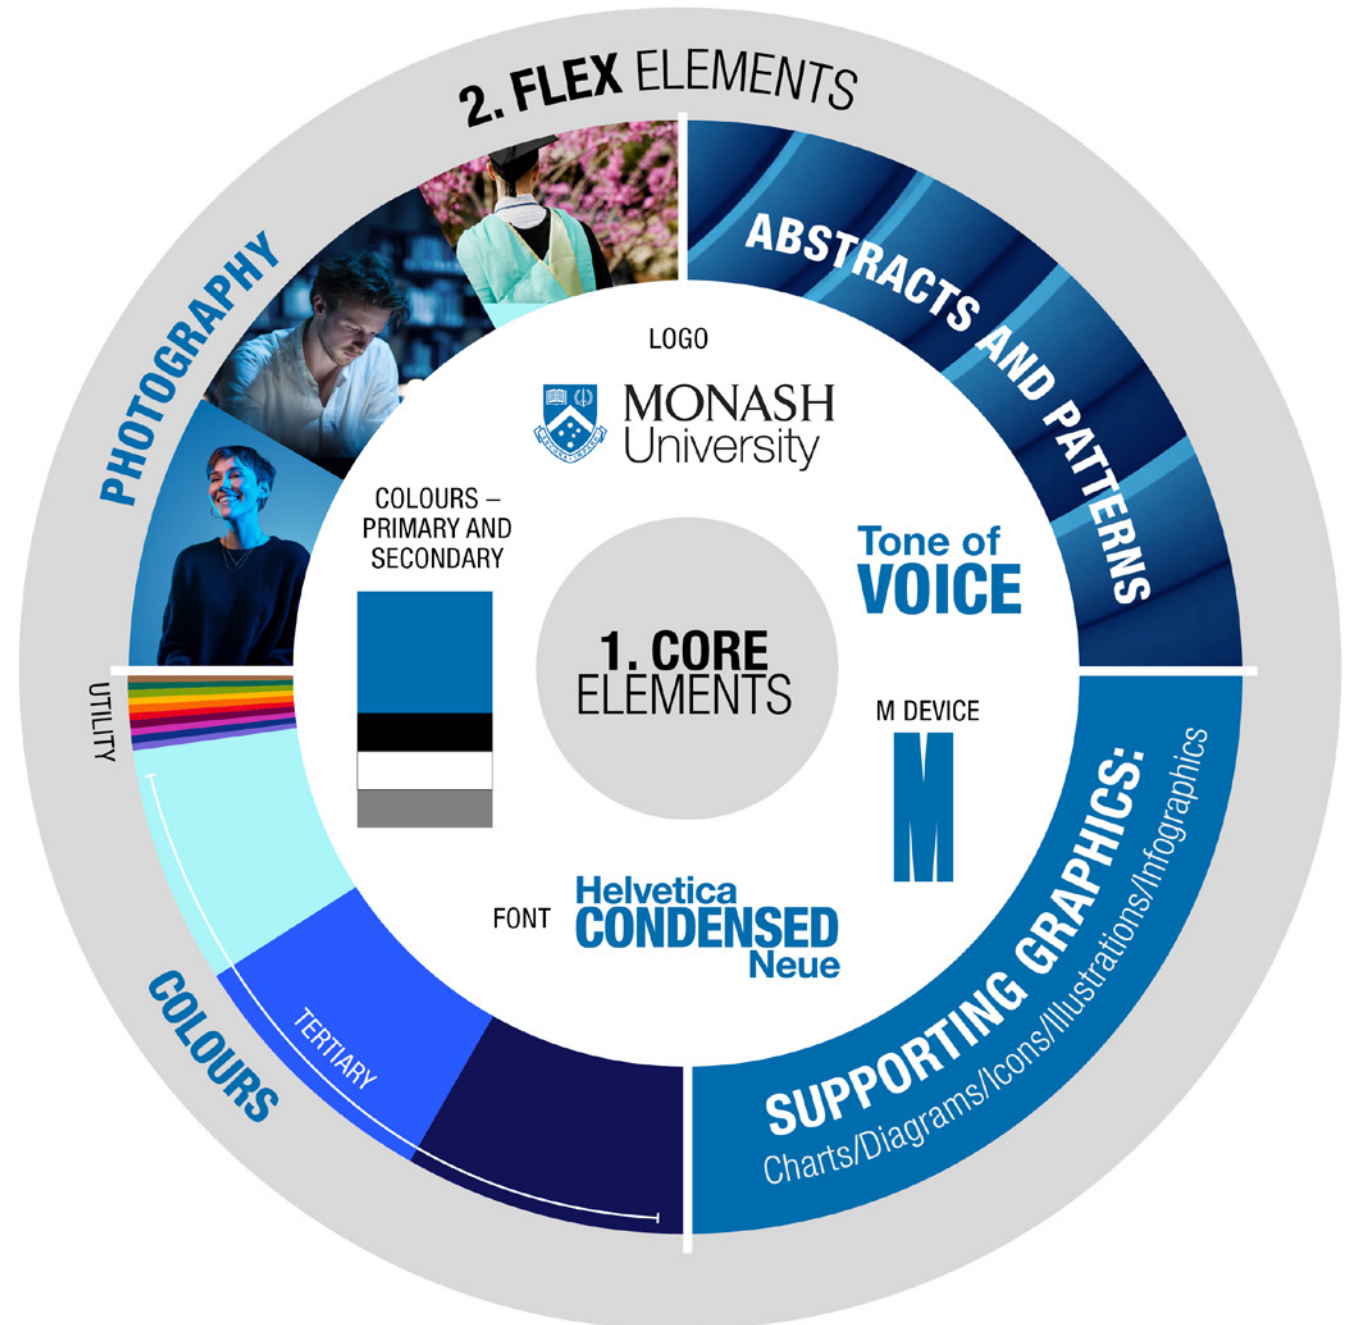 2. FLEX ELEMENTS
PHOTOGRAPHY
ABSTRACTS AND PATTERNS
LOGO
MONASH
University
COLOURS –
PRIMARY AND
SECONDARY
Tone of
VOICE
1. CORE
ELEMENTS
M DEVICE
M
UTILITY
FONT
Helvetica
CONDENSED
Neue
COLOURS
TERTIARY
SUPPORTING GRAPHICS:
Charts/Diagrams/Icons/Illustrations/Infographics